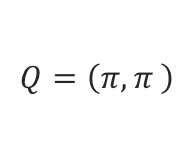 Q = (π, π )